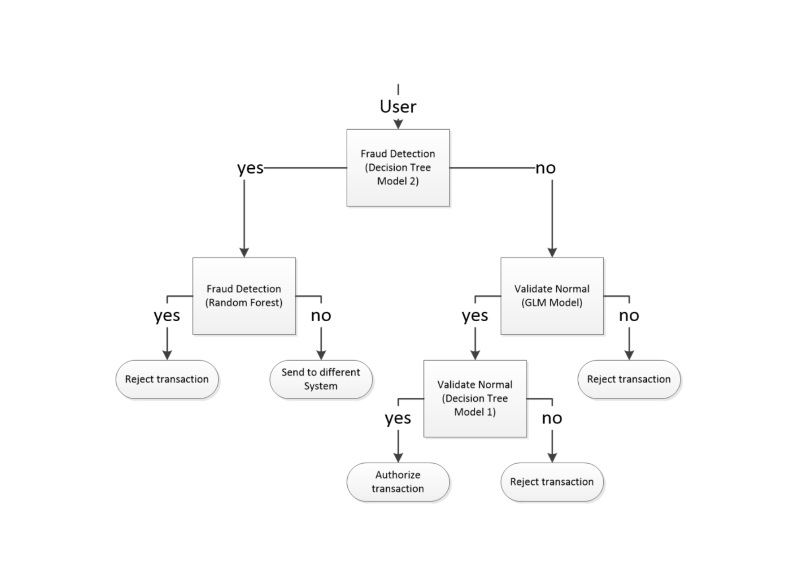 User
Fraud Detection
(Decision Tree
Model 2)
yes
no
Fraud Detection
(Random Forest)
Validate Normal
(GLM Model)
yes
no
yes
no
Reject transaction
Send to different
System
Validate Normal
(Decision Tree
Model 1)
Reject transaction
yes
no
Authorize
transaction
Reject transaction